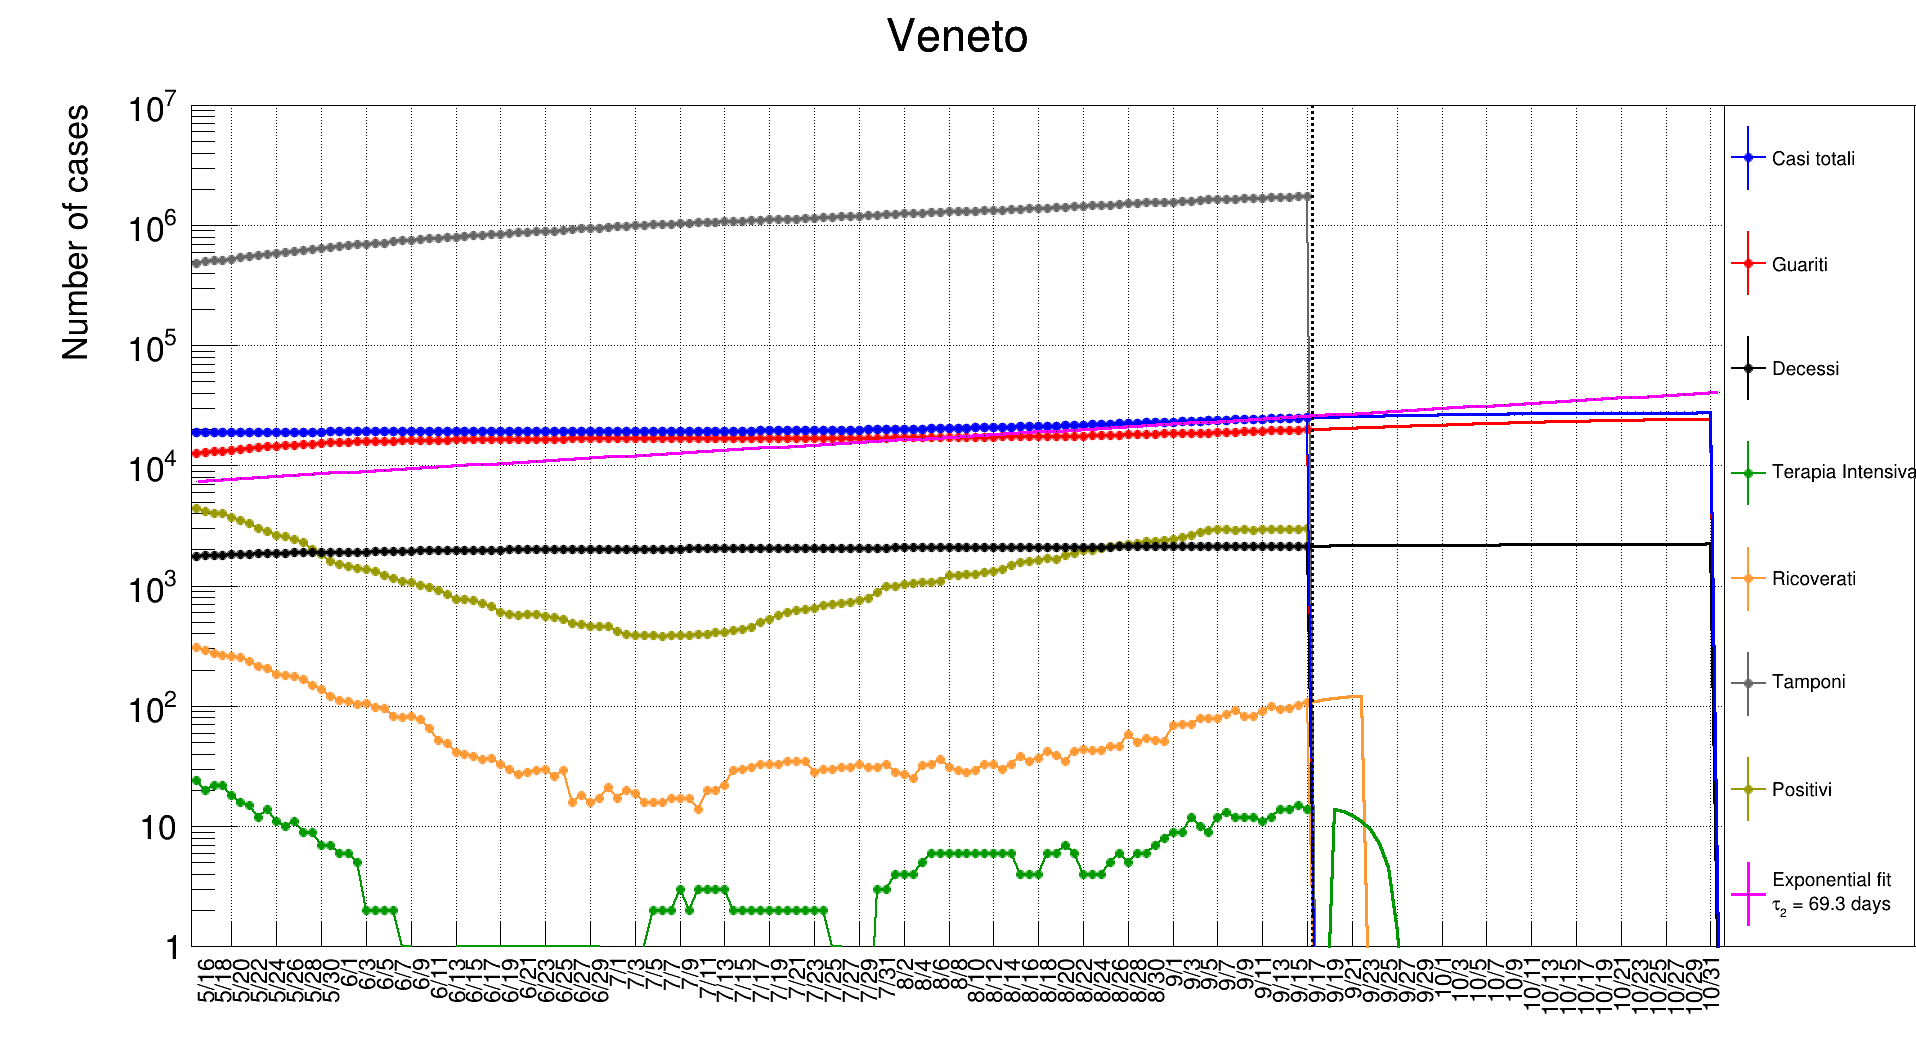 Veneto
Number of cases
10^7
10^6
10^5
10^4
10^3
10^2
10
1
5/16 5/18 5/20 5/22 5/24 5/26 5/28 5/30 6/1 6/3 6/5 6/7 6/9 6/11 6/13 6/15 6/17 6/19 6/21 6/23 6/25 6/27 6/29 7/1 7/3 7/5 7/7 7/9 7/11 7/13 7/15 7/17 7/19 7/21 7/23 7/25 7/27 7/29 7/31 8/2 8/4 8/6 8/8 8/10 8/12 8/14 8/16 8/18 8/20 8/22 8/24 8/26 8/28 8/30 9/1 9/3 9/5 9/7 9/9 9/11 9/13 9/15 9/17 9/19 9/21 9/23 9/25 9/27 9/29 10/1 10/3 10/5 10/7 10/9 10/11 10/13 10/15 10/17 10/19 10/21 10/23 10/25 10/27 10/29 10/31
Casi totali
Guariti
Decessi
Terapia Intensiva
Ricoverati
Tamponi
Positivi
Exponential fit
τ₂ = 69.3 days